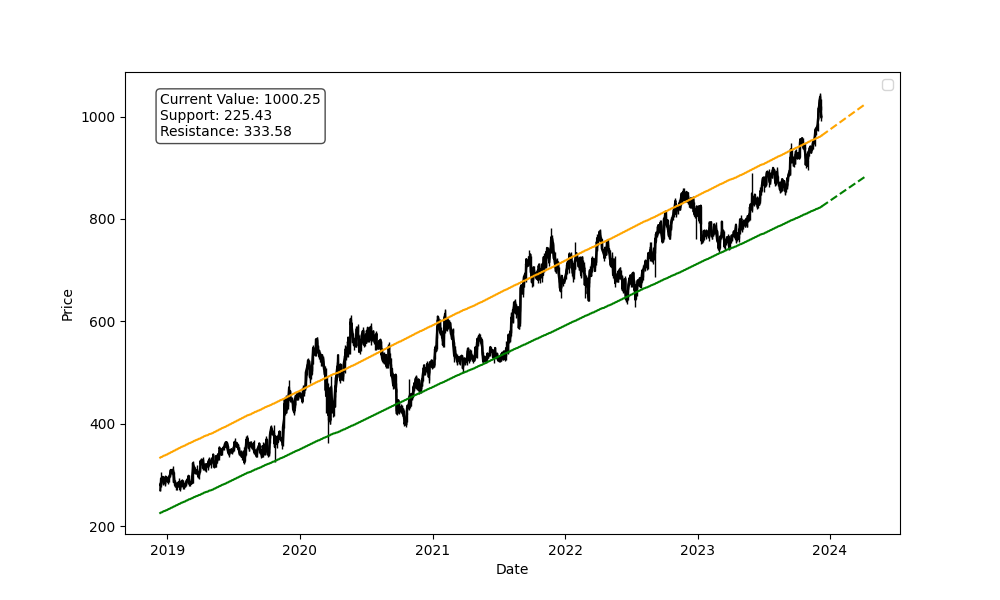 Current Value: 1000.25
Support: 225.43
Resistance: 333.58
1000
800
600
400
200
Price
2019 2020 2021 2022 2023 2024
Date